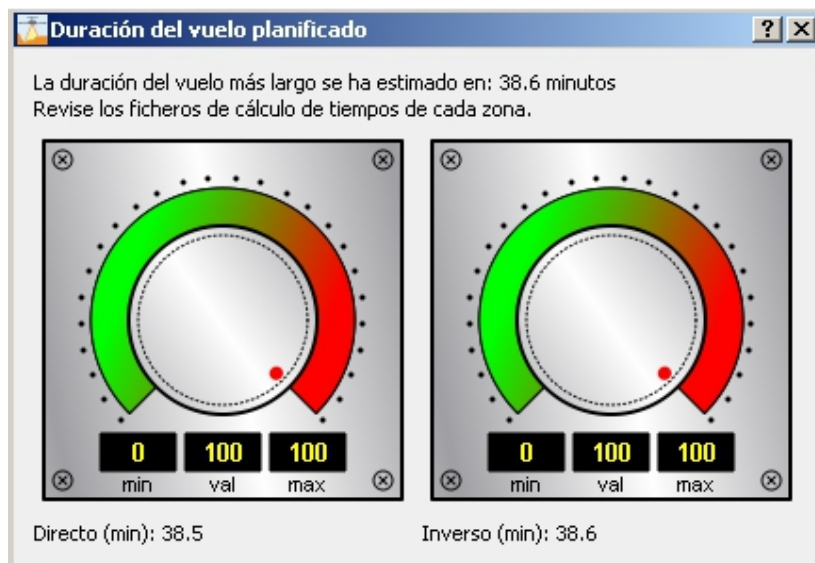 Duración del vuelo planificado
La duración del vuelo más largo se ha estimado en: 38.6 minutos
Revise los ficheros de cálculo de tiempos de cada zona.
0 100 100
min val max
0 100 100
min val max
Directo (min): 38.5
Inverso (min): 38.6